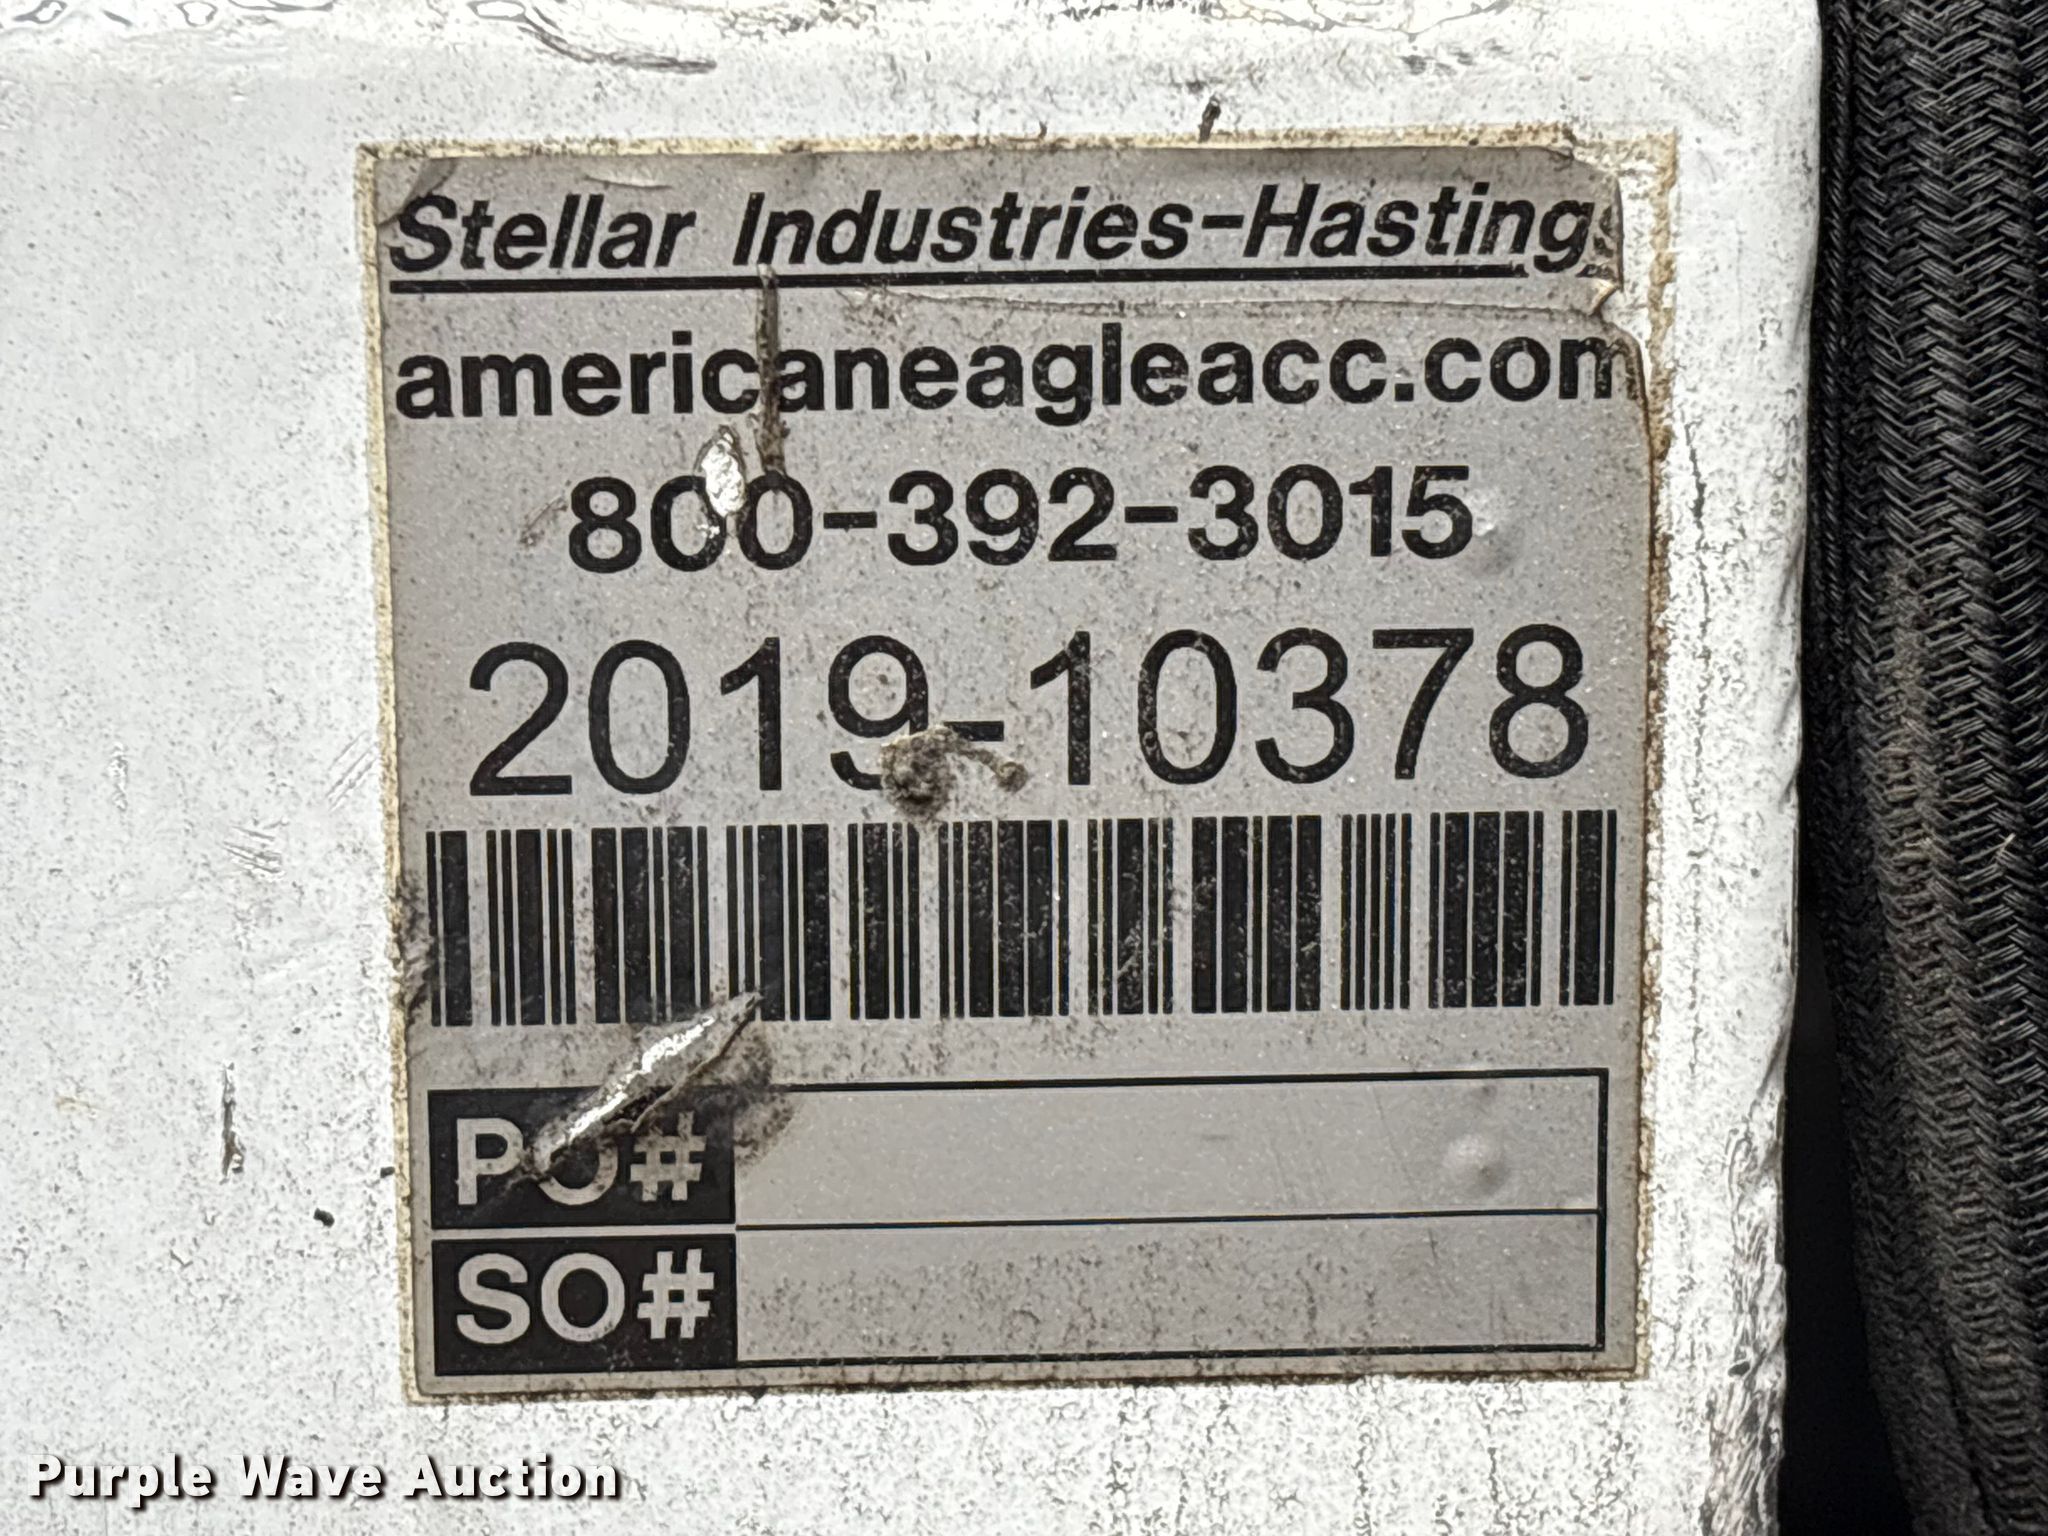 Stellar Industries-Hastings
americaneagleacc.com
800-392-3015
2019-10378
PO#
SO#
Purple Wave Auction